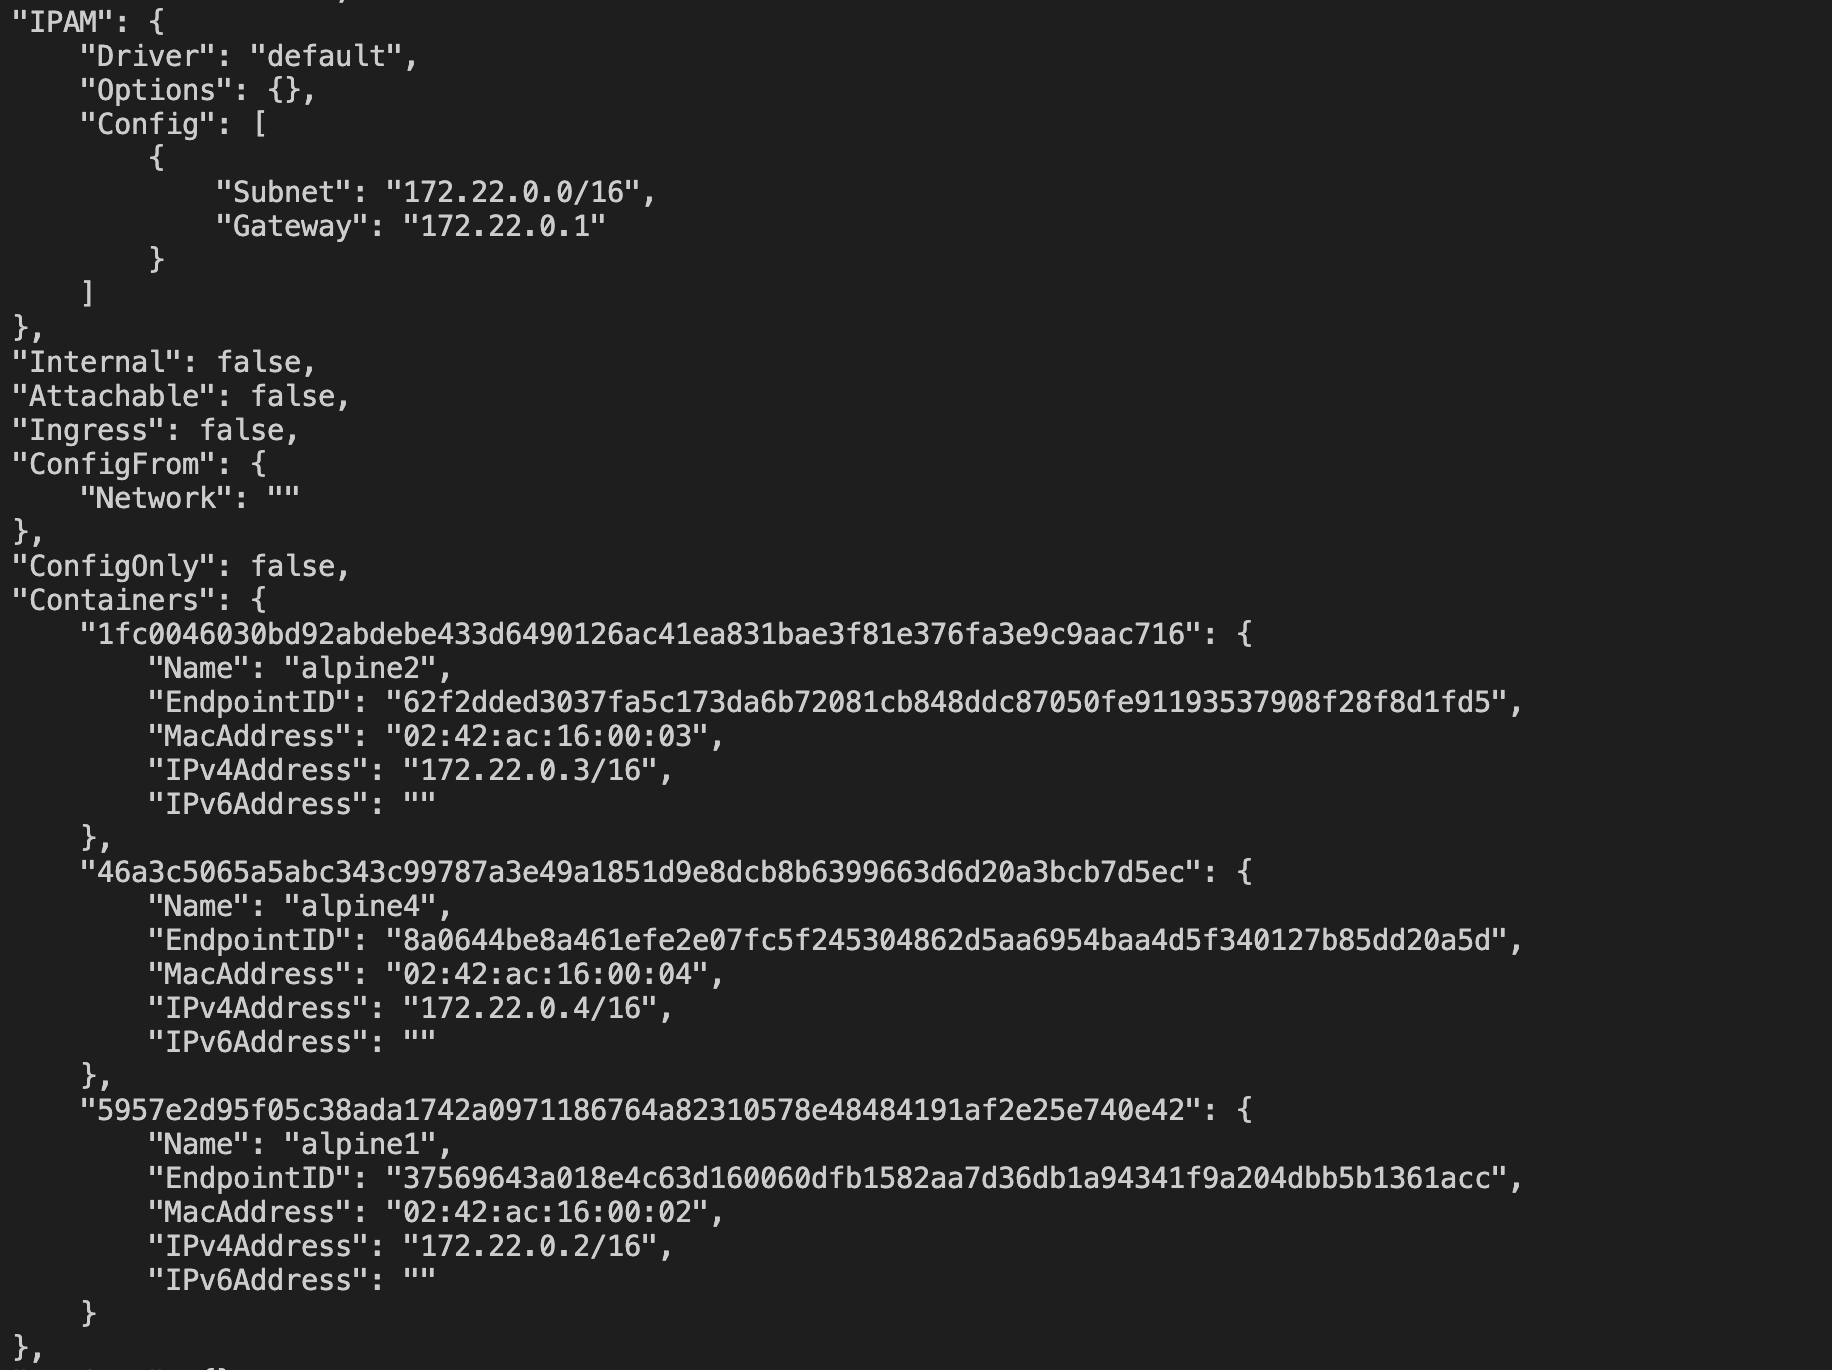 "IPAM": {
    "Driver": "default",
    "Options": {},
    "Config": [
        {
            "Subnet": "172.22.0.0/16",
            "Gateway": "172.22.0.1"
        }
    ]
},
"Internal": false,
"Attachable": false,
"Ingress": false,
"ConfigFrom": {
    "Network": ""
},
"ConfigOnly": false,
"Containers": {
    "1fc0046030bd92abdebe433d6490126ac41ea831bae3f81e376fa3e9c9aac716": {
        "Name": "alpine2",
        "EndpointID": "62f2dded3037fa5c173da6b72081cb848ddc87050fe91193537908f28f8d1fd5",
        "MacAddress": "02:42:ac:16:00:03",
        "IPv4Address": "172.22.0.3/16",
        "IPv6Address": ""
    },
    "46a3c5065a5abc343c99787a3e49a1851d9e8dcb8b6399663d6d20a3bcb7d5ec": {
        "Name": "alpine4",
        "EndpointID": "8a0644be8a461efe2e07fc5f245304862d5aa6954baa4d5f340127b85dd20a5d",
        "MacAddress": "02:42:ac:16:00:04",
        "IPv4Address": "172.22.0.4/16",
        "IPv6Address": ""
    },
    "5957e2d95f05c38ada1742a0971186764a82310578e48484191af2e25e740e42": {
        "Name": "alpine1",
        "EndpointID": "37569643a018e4c63d160060dfb1582aa7d36db1a94341f9a204dbb5b1361acc",
        "MacAddress": "02:42:ac:16:00:02",
        "IPv4Address": "172.22.0.2/16",
        "IPv6Address": ""
    }
},